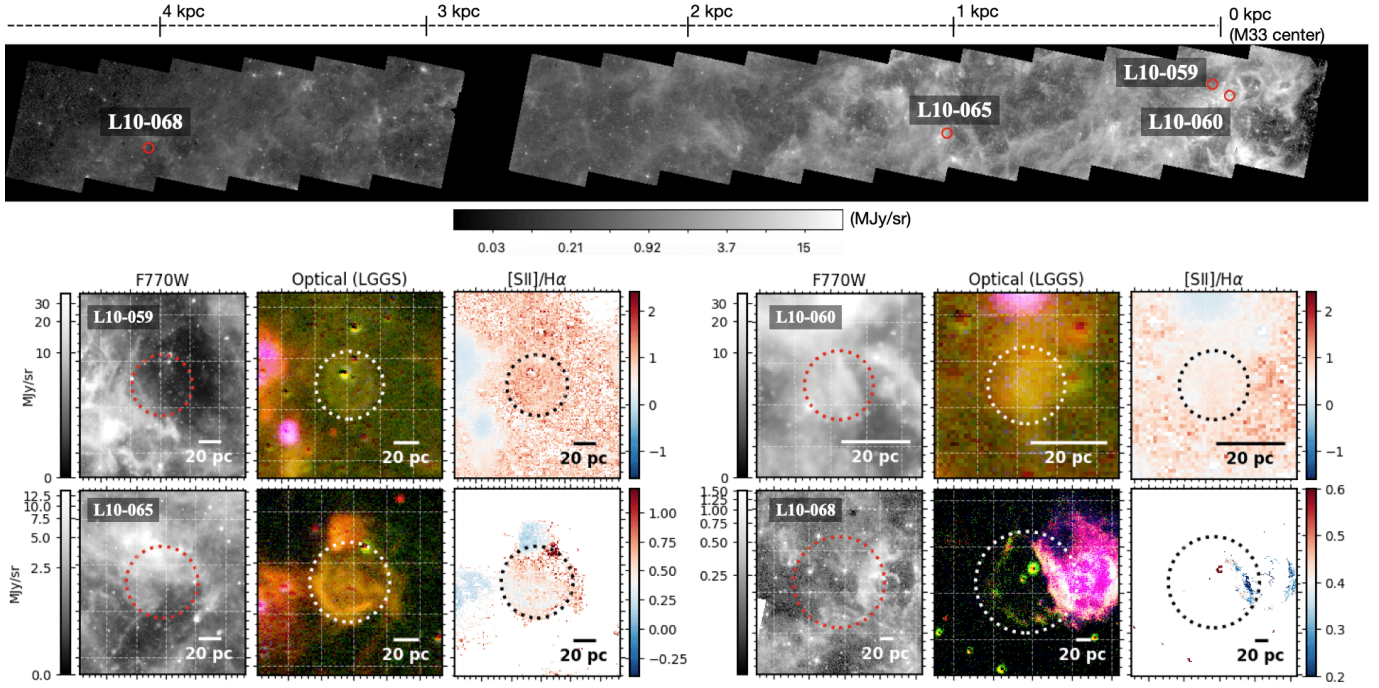 4 kpc 3 kpc 2 kpc 1 kpc 0 kpc
(M33 center)
L10-059
L10-068 L10-065
L10-060
(MJy/sr)
0.03 0.21 0.92 3.7 15
F770W Optical (LGGS) [SII]/Hα F770W Optical (LGGS) [SII]/Hα
30 20 10 0
MJy/sr
L10-059
20 pc 20 pc 20 pc
2 1 0 −1
30 20 10 0
L10-060
20 pc 20 pc 20 pc
2 1 0 −1
12.5 10.0 7.5 5.0 2.5 0.0
MJy/sr
L10-065
20 pc 20 pc 20 pc
1.00 0.75 0.50 0.25 0.00 −0.25
1.50 1.25 1.00 0.75 0.50 0.25
L10-068
20 pc 20 pc 20 pc
0.6 0.5 0.4 0.3 0.2